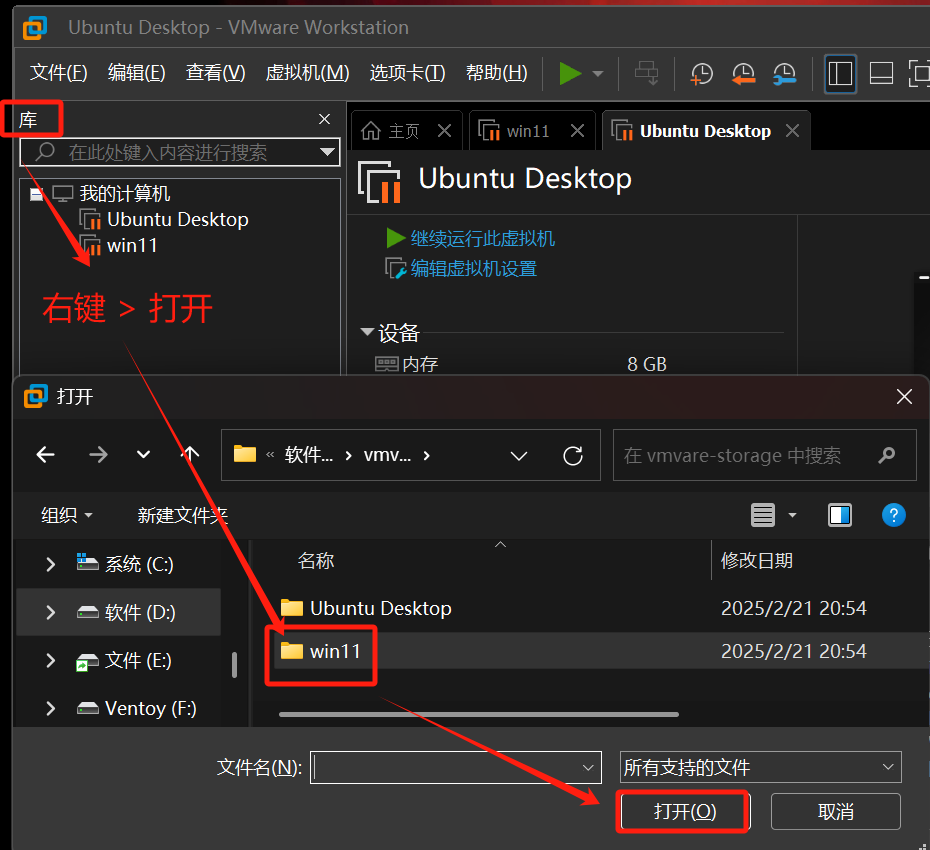 Ubuntu Desktop - VMware Workstation
文件(F) 编辑(E) 查看(V) 虚拟机(M) 选项卡(T) 帮助(H)
库
在此处键入内容进行搜索
我的计算机
Ubuntu Desktop
win11
右键 > 打开
主页 win11 Ubuntu Desktop
Ubuntu Desktop
继续运行此虚拟机
编辑虚拟机设置
设备
内存 8 GB
打开
« 软件... › vmv... ›
在 vmvare-storage 中搜索
组织 新建文件夹
系统 (C:)
软件 (D:)
文件 (E:)
Ventoy (F:)
名称 修改日期
Ubuntu Desktop 2025/2/21 20:54
win11 2025/2/21 20:54
文件名(N): 所有支持的文件
打开(O) 取消